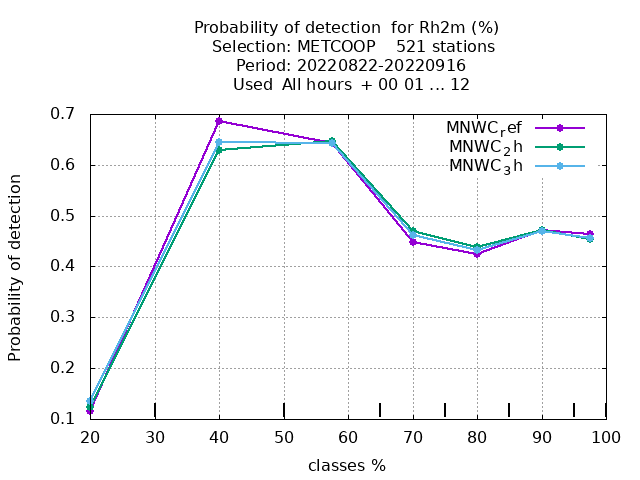 Probability of detection  for Rh2m (%)
Selection: METCOOP    521 stations
Period: 20220822-20220916
Used  All hours  + 00 01 ... 12
MNWC_ref
MNWC_2h
MNWC_3h
Probability of detection
0.7
0.6
0.5
0.4
0.3
0.2
0.1
20 30 40 50 60 70 80 90 100
classes %